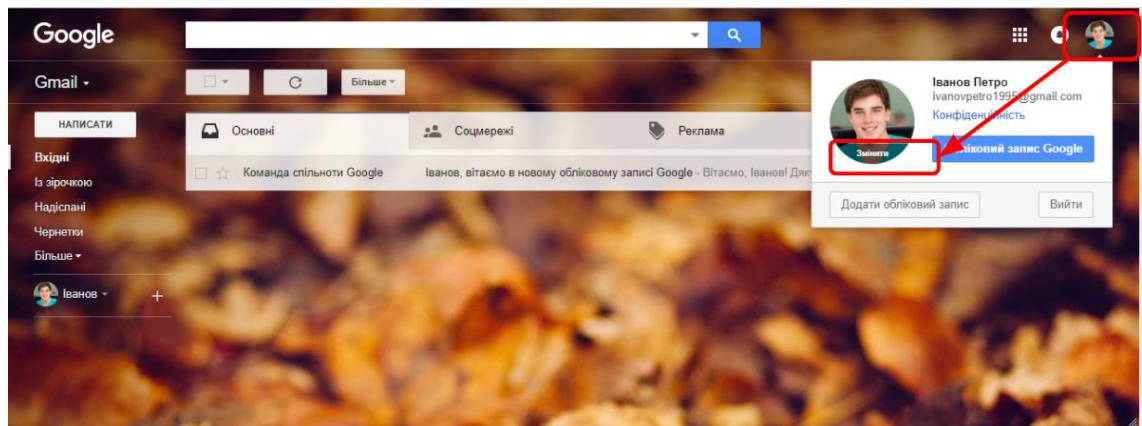 Google
Gmail
Більше
НАПИСАТИ
Вхідні
Із зірочкою
Надіслані
Чернетки
Більше
Іванов
+
Основні
Соцмережі
Реклама
Команда спільноти Google Іванов, вітаємо в новому обліковому записі Google - Вітаємо, Іванов!
Іванов Петро
ivanovpetro1995@gmail.com
Конфіденційність
Змінити
запис Google
Додати обліковий запис
Вийти